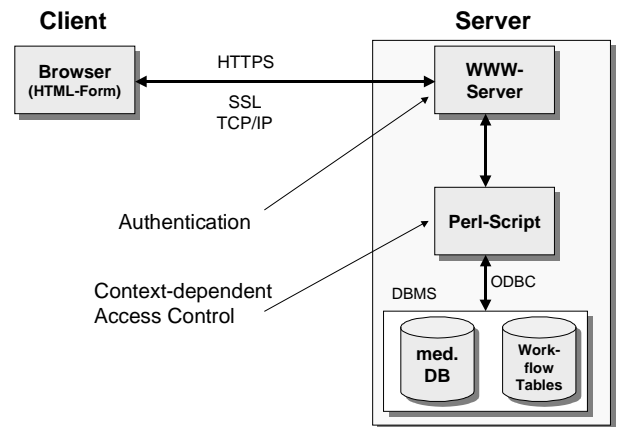 Client
Server
Browser
(HTML-Form)
HTTPS
SSL
TCP/IP
WWW-
Server
Authentication
Perl-Script
Context-dependent
Access Control
DBMS
ODBC
med.
DB
Work-
flow
Tables